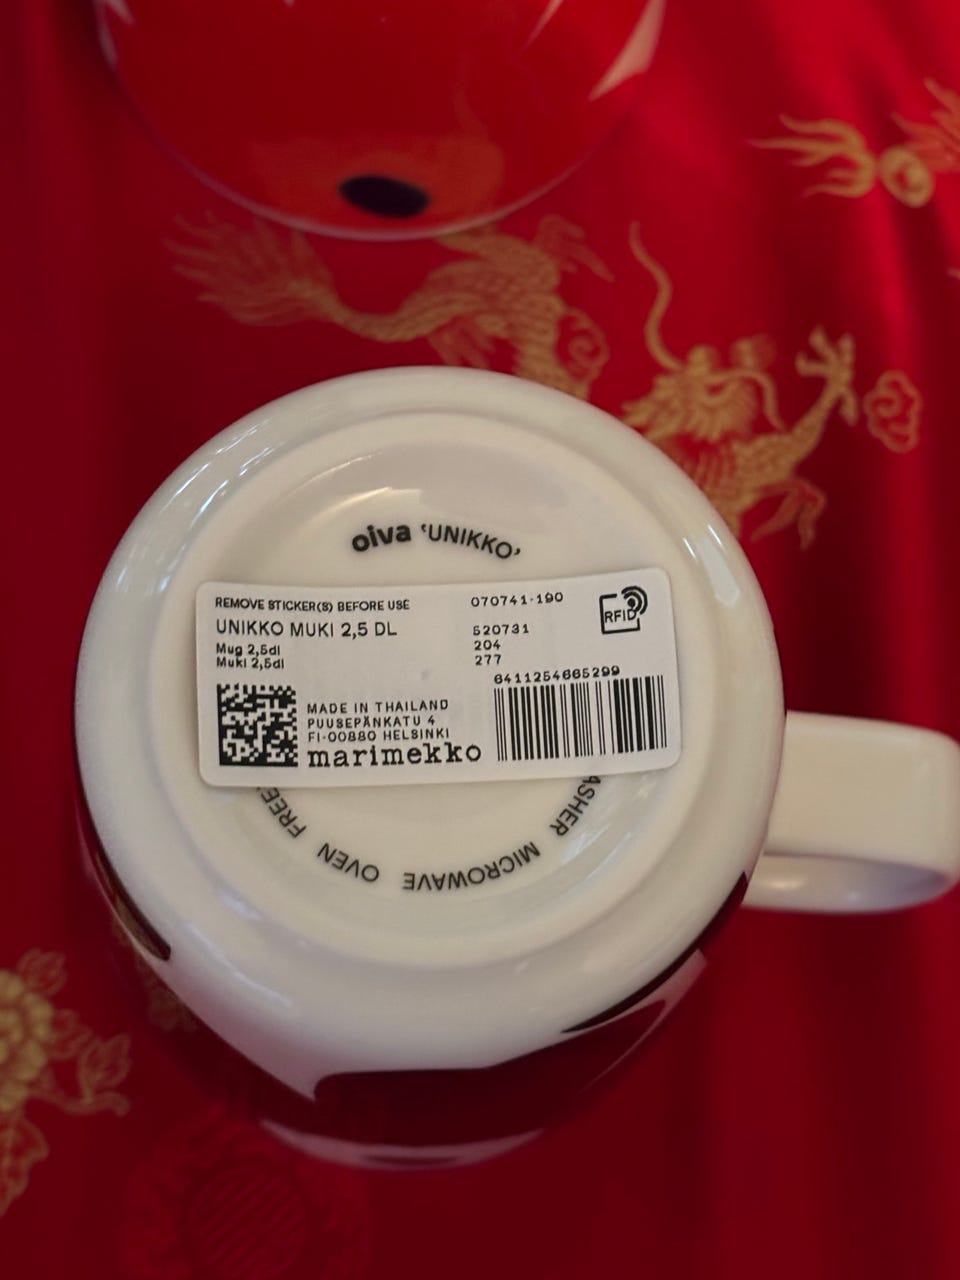 oiva ‘UNIKKO’
REMOVE STICKER(S) BEFORE USE
UNIKKO MUKI 2,5 DL
Mug 2,5dl
Muki 2,5dl
070741-190
520731
204
277
RFID
6411254665299
MADE IN THAILAND
PUUSEPÄNKATU 4
FI-00880 HELSINKI
marimekko
ASHER MICROWAVE OVEN FREE